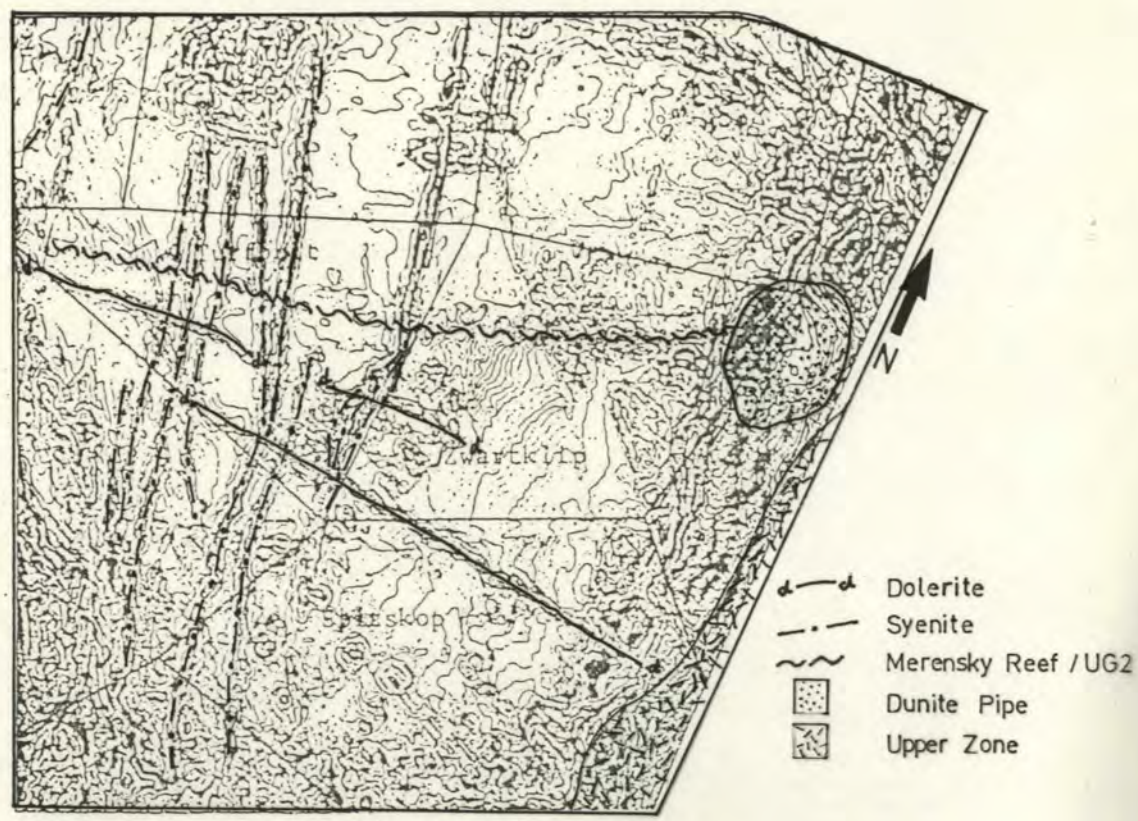 N
Zwartklip
Spitskop
d d Dolerite
Syenite
Merensky Reef / UG2
Dunite Pipe
Upper Zone